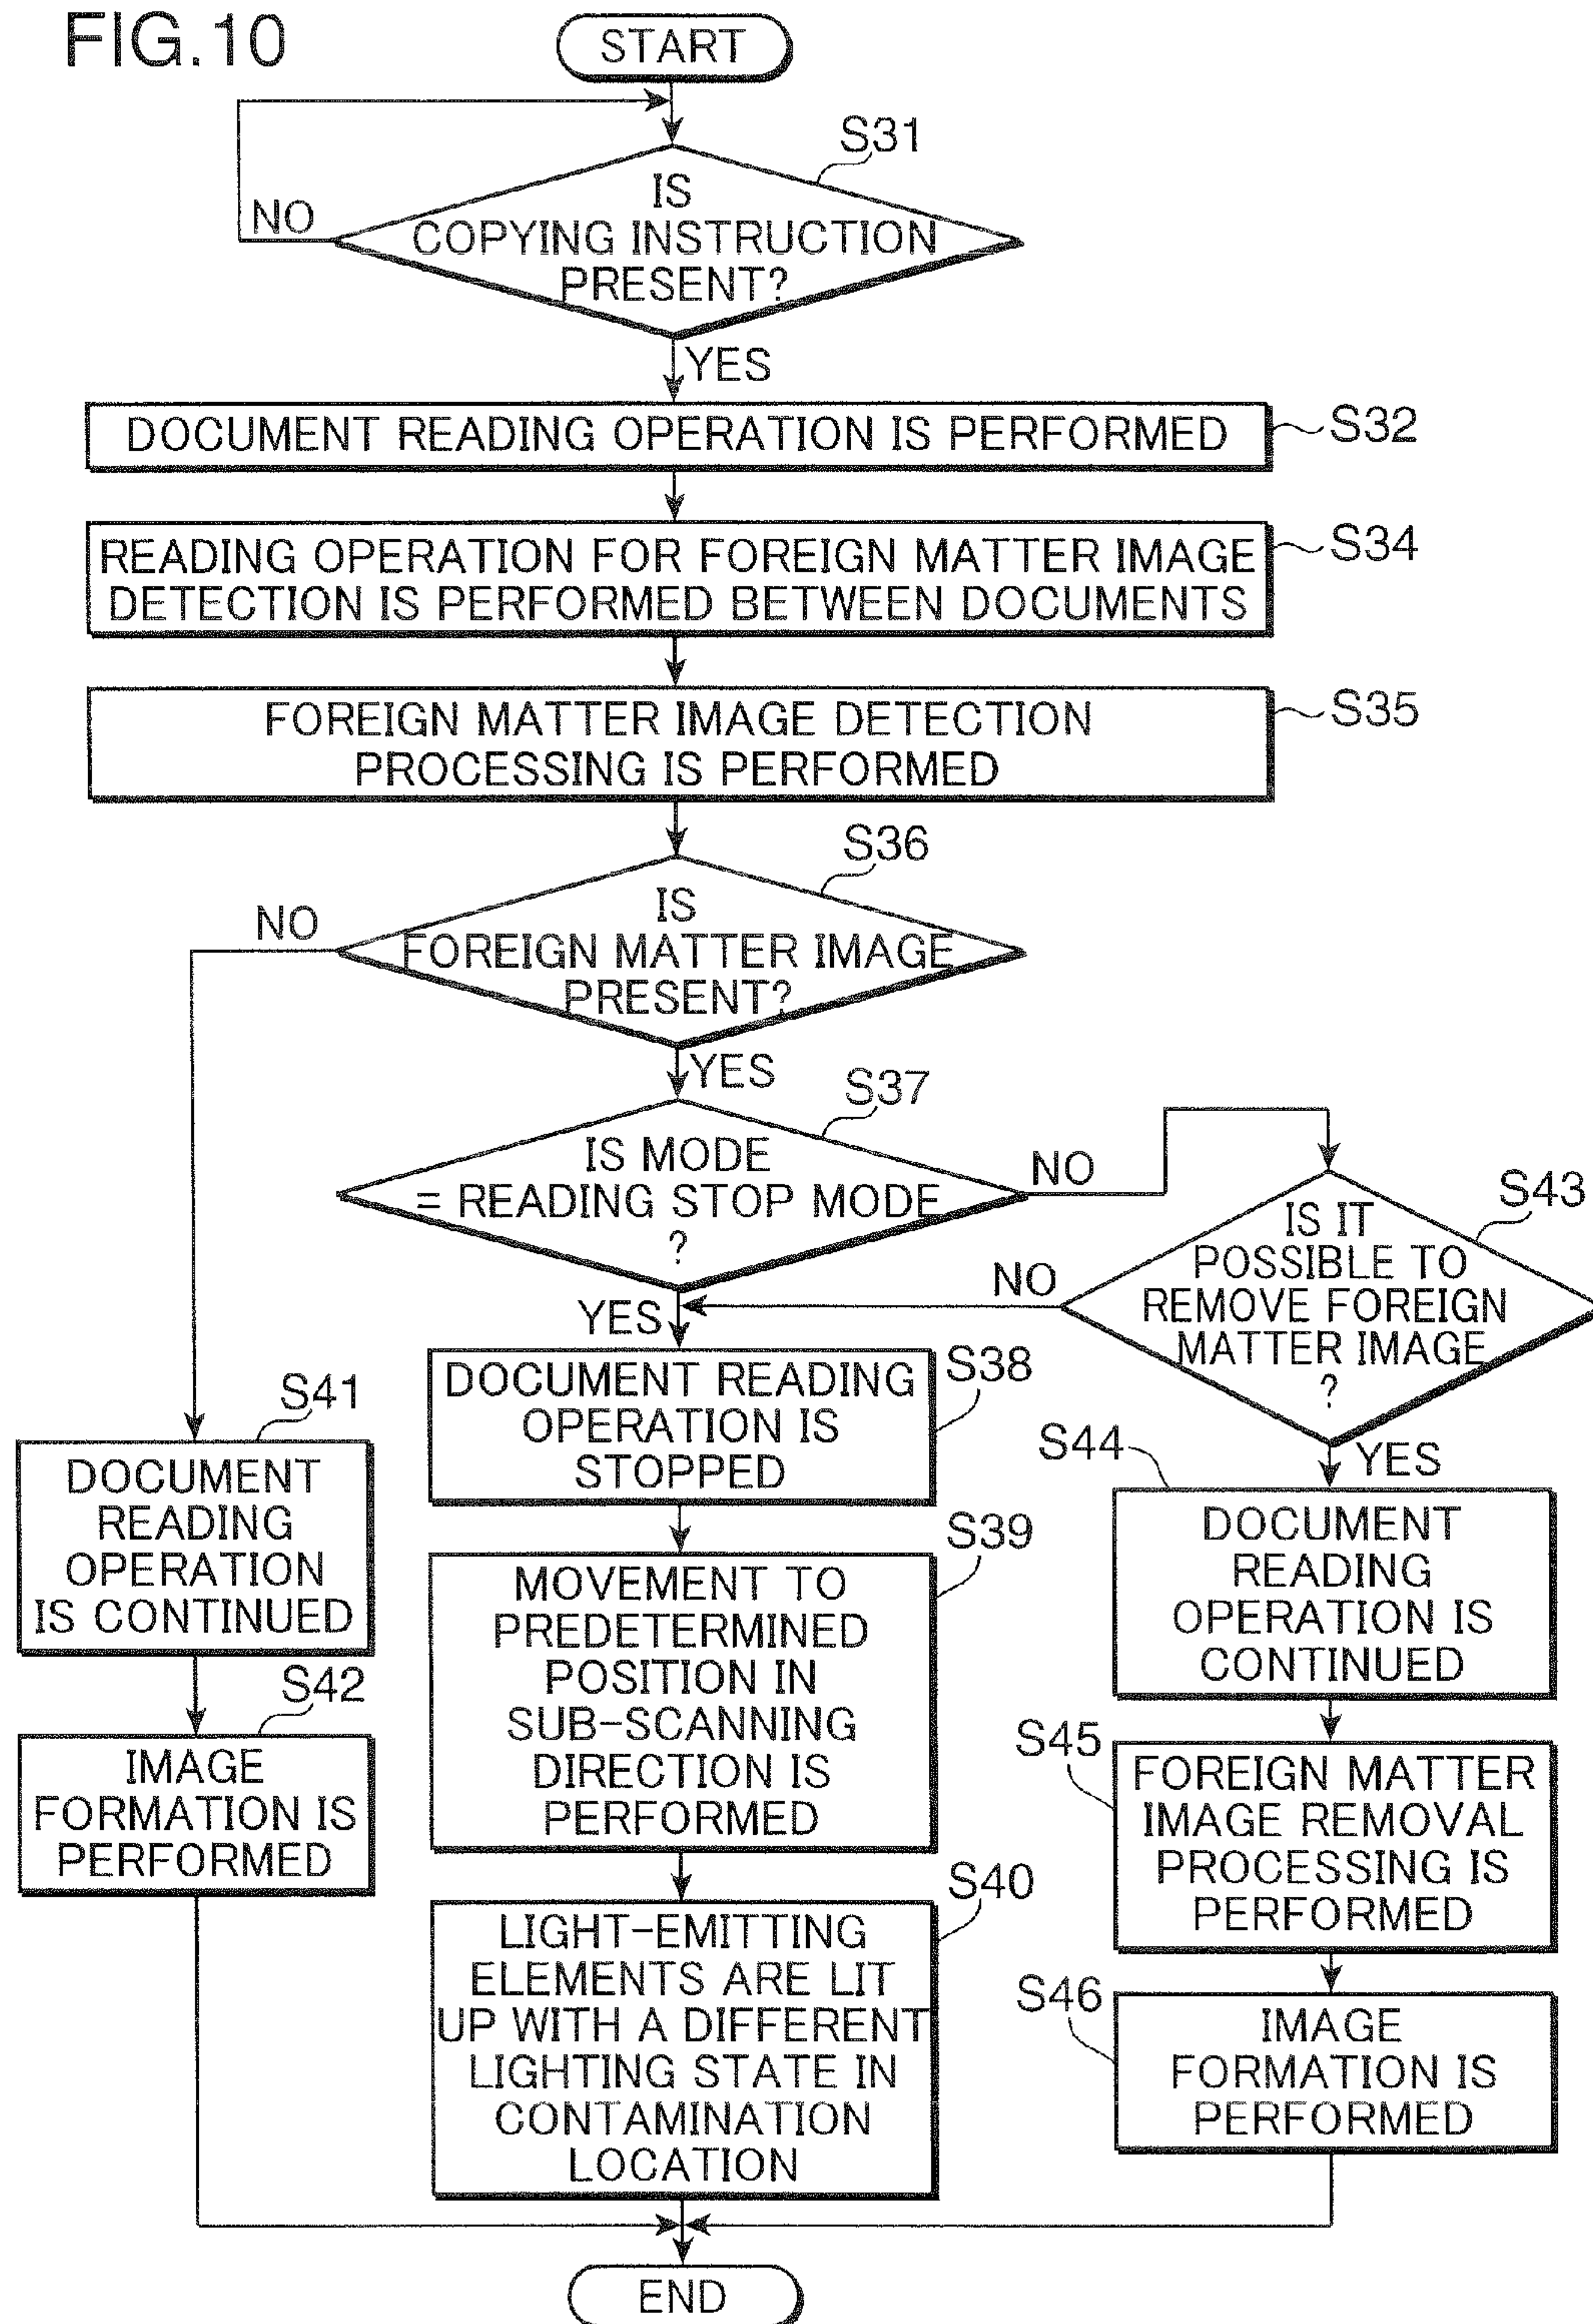 FIG.10
START
S31
IS
COPYING INSTRUCTION
PRESENT?
NO
YES
DOCUMENT READING OPERATION IS PERFORMED
S32
READING OPERATION FOR FOREIGN MATTER IMAGE
DETECTION IS PERFORMED BETWEEN DOCUMENTS
S34
FOREIGN MATTER IMAGE DETECTION
PROCESSING IS PERFORMED
S35
S36
IS
FOREIGN MATTER IMAGE
PRESENT?
NO
YES
S37
IS MODE
= READING STOP MODE
?
NO
YES
S43
IS IT
POSSIBLE TO
REMOVE FOREIGN
MATTER IMAGE
?
NO
YES
S41
DOCUMENT
READING
OPERATION
IS CONTINUED
S42
IMAGE
FORMATION IS
PERFORMED
S38
DOCUMENT READING
OPERATION IS
STOPPED
S39
MOVEMENT TO
PREDETERMINED
POSITION IN
SUB-SCANNING
DIRECTION IS
PERFORMED
S40
LIGHT-EMITTING
ELEMENTS ARE LIT
UP WITH A DIFFERENT
LIGHTING STATE IN
CONTAMINATION
LOCATION
S44
DOCUMENT
READING
OPERATION IS
CONTINUED
S45
FOREIGN MATTER
IMAGE REMOVAL
PROCESSING IS
PERFORMED
S46
IMAGE
FORMATION IS
PERFORMED
END